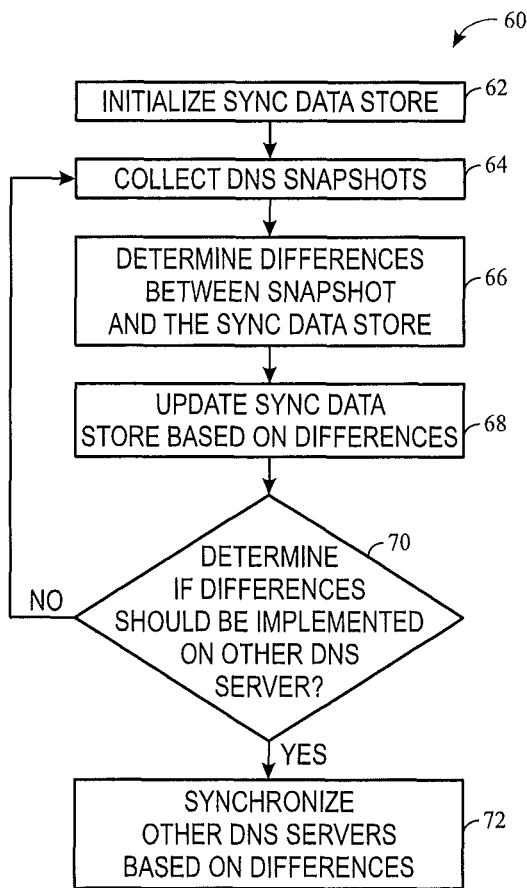 60
INITIALIZE SYNC DATA STORE
62
COLLECT DNS SNAPSHOTS
64
DETERMINE DIFFERENCES
BETWEEN SNAPSHOT
AND THE SYNC DATA STORE
66
UPDATE SYNC DATA
STORE BASED ON DIFFERENCES
68
70
DETERMINE
IF DIFFERENCES
SHOULD BE IMPLEMENTED
ON OTHER DNS
SERVER?
NO
YES
SYNCHRONIZE
OTHER DNS SERVERS
BASED ON DIFFERENCES
72